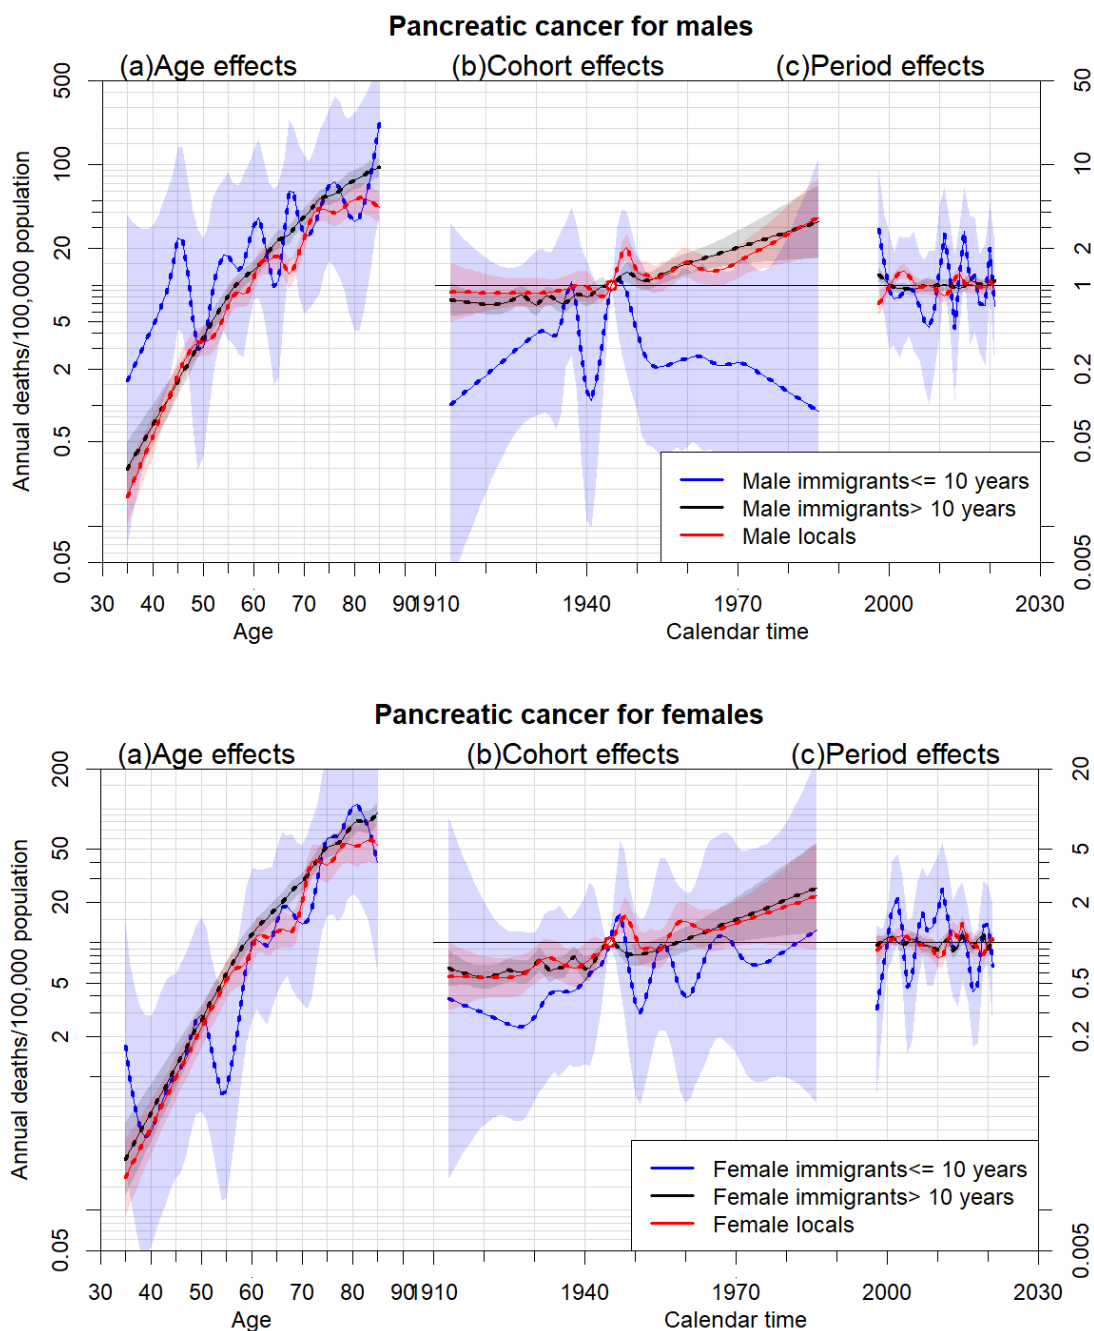 Pancreatic cancer for males
(a)Age effects (b)Cohort effects (c)Period effects
Annual deaths/100,000 population
500
100
50
20
5
2
0.5
0.05
50
10
5
2
1
0.5
0.2
0.05
0.005
Male immigrants<= 10 years
Male immigrants> 10 years
Male locals
30 40 50 60 70 80 90 1910 1940 1970 2000 2030
Age Calendar time
Pancreatic cancer for females
(a)Age effects (b)Cohort effects (c)Period effects
Annual deaths/100,000 population
200
50
20
10
5
2
0.05
20
5
2
1
0.5
0.2
0.005
Female immigrants<= 10 years
Female immigrants> 10 years
Female locals
30 40 50 60 70 80 90 1910 1940 1970 2000 2030
Age Calendar time